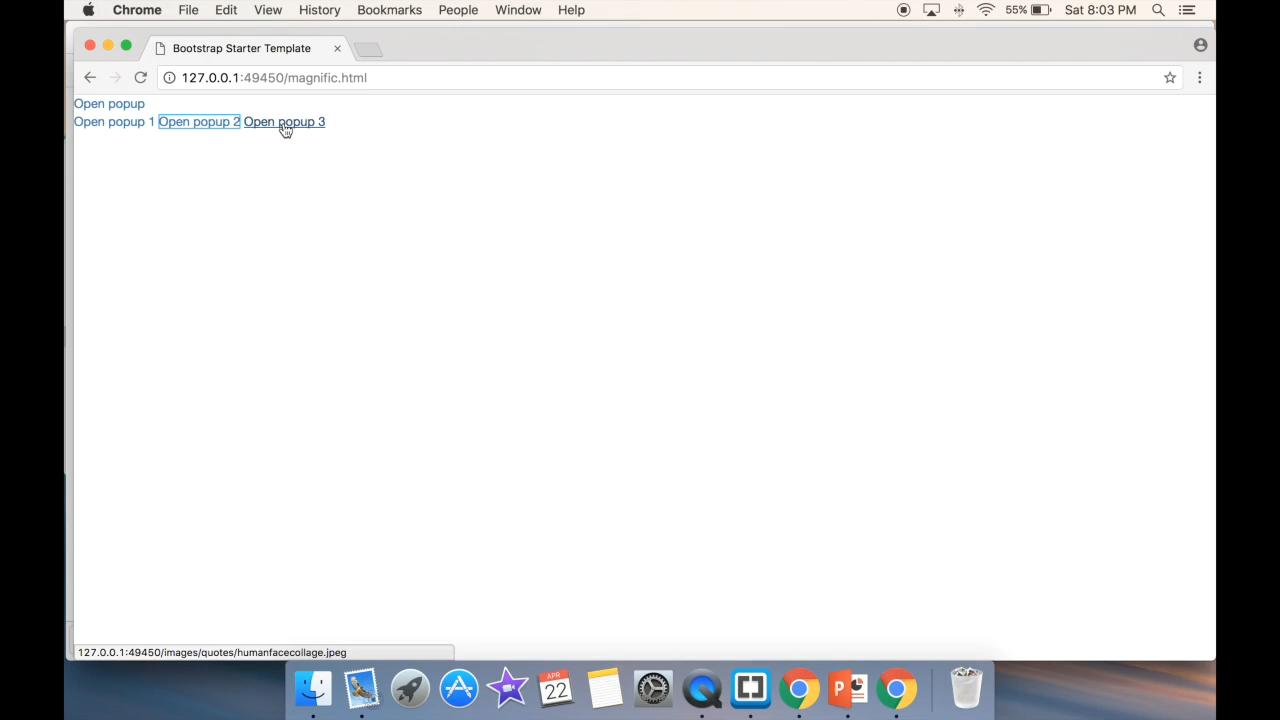 Chrome File Edit View History Bookmarks People Window Help 55% Sat 8:03 PM
Bootstrap Starter Template
127.0.0.1:49450/magnific.html
Open popup
Open popup 1 Open popup 2 Open popup 3
127.0.0.1:49450/images/quotes/humanfacecollage.jpeg
APR
22
P